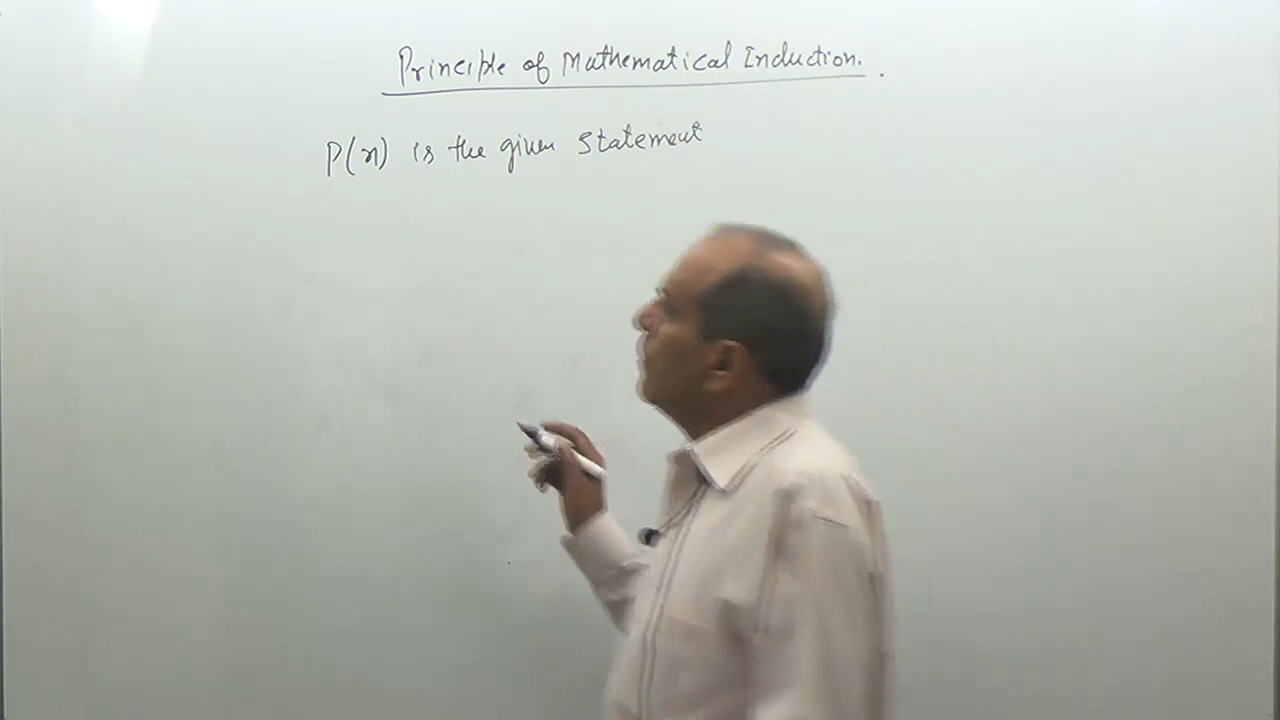 Principle of Mathematical Induction.
P(n) is the given statement